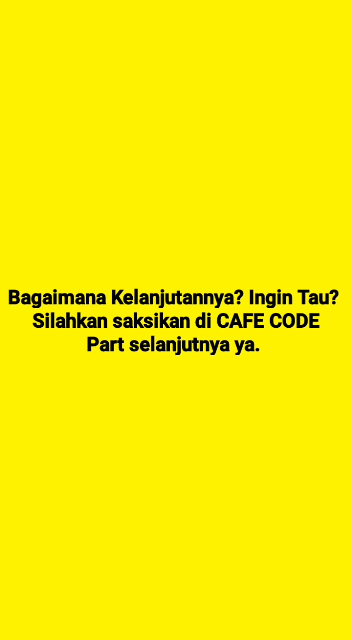 Bagaimana Kelanjutannya? Ingin Tau?
Silahkan saksikan di CAFE CODE
Part selanjutnya ya.